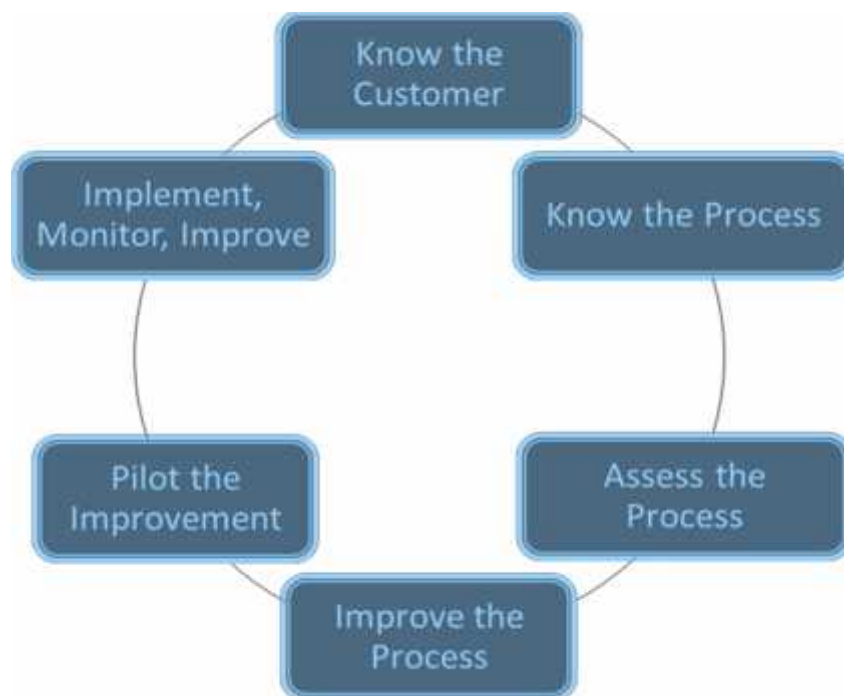 Know the
Customer
Know the Process
Assess the
Process
Improve the
Process
Pilot the
Improvement
Implement,
Monitor, Improve